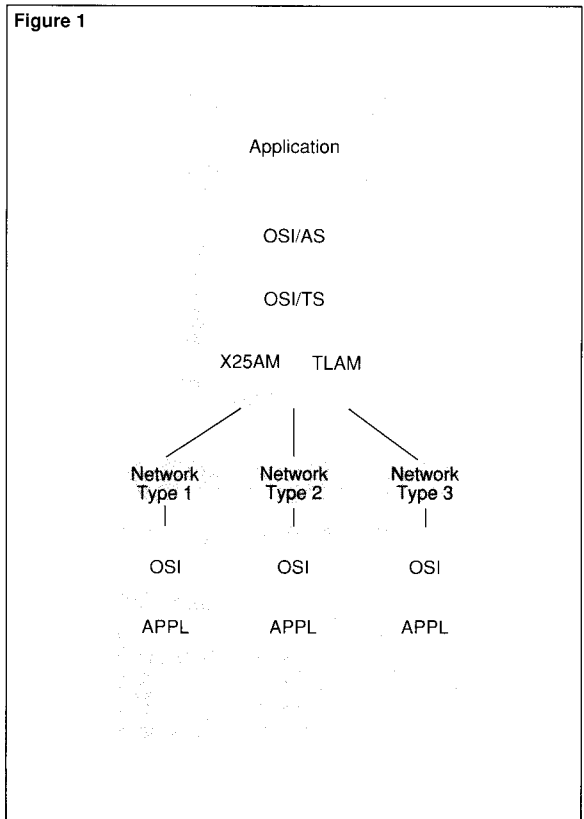 Figure 1
Application
OSI/AS
OSI/TS
X25AM TLAM
Network Network Network
Type 1 Type 2 Type 3
OSI OSI OSI
APPL APPL APPL